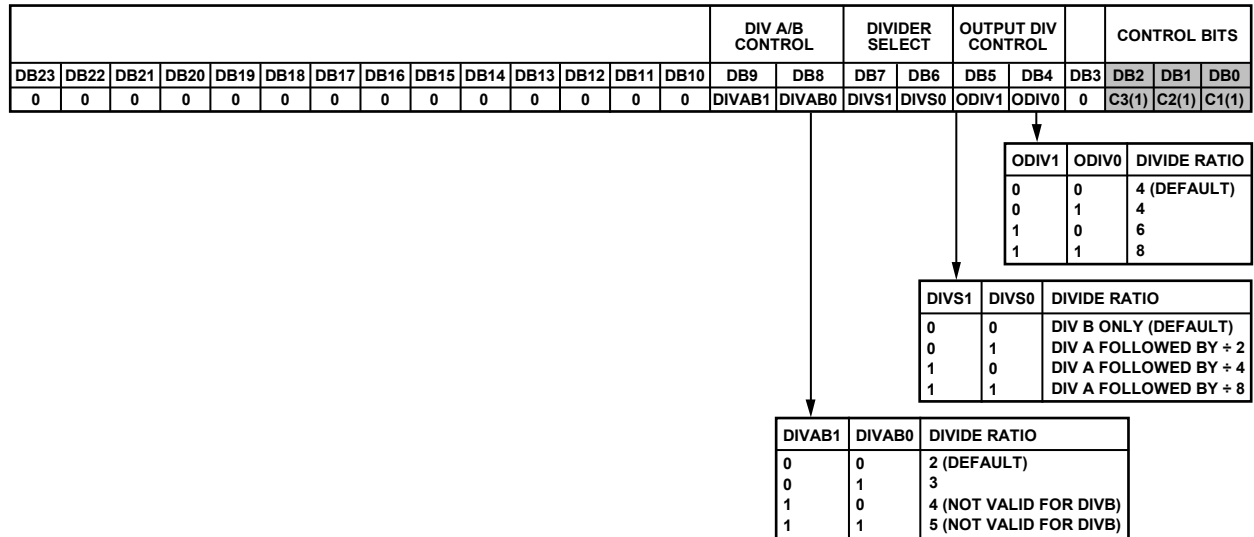 DIV A/B CONTROL DIVIDER SELECT OUTPUT DIV CONTROL CONTROL BITS
DB23 DB22 DB21 DB20 DB19 DB18 DB17 DB16 DB15 DB14 DB13 DB12 DB11 DB10 DB9 DB8 DB7 DB6 DB5 DB4 DB3 DB2 DB1 DB0
0 0 0 0 0 0 0 0 0 0 0 0 0 0 DIVAB1 DIVAB0 DIVS1 DIVS0 ODIV1 ODIV0 0 C3(1) C2(1) C1(1)
ODIV1 ODIV0 DIVIDE RATIO
0 0 4 (DEFAULT)
0 1 4
1 0 6
1 1 8
DIVS1 DIVS0 DIVIDE RATIO
0 0 DIV B ONLY (DEFAULT)
0 1 DIV A FOLLOWED BY ÷ 2
1 0 DIV A FOLLOWED BY ÷ 4
1 1 DIV A FOLLOWED BY ÷ 8
DIVAB1 DIVAB0 DIVIDE RATIO
0 0 2 (DEFAULT)
0 1 3
1 0 4 (NOT VALID FOR DIVB)
1 1 5 (NOT VALID FOR DIVB)